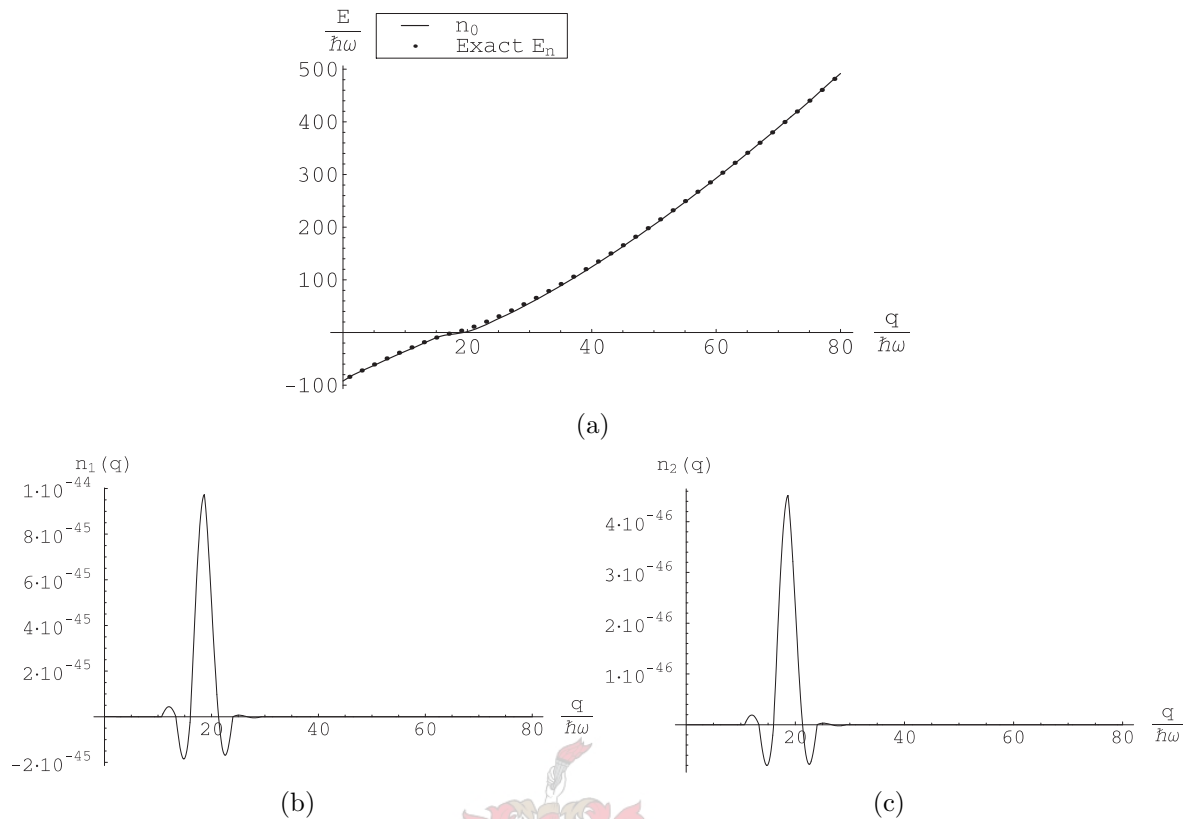 E
ħω
n₀
Exact Eₙ
500
400
300
200
100
-100
20 40 60 80
q
ħω
(a)
n₁(q)
1·10⁻⁴⁴
8·10⁻⁴⁵
6·10⁻⁴⁵
4·10⁻⁴⁵
2·10⁻⁴⁵
-2·10⁻⁴⁵
20 40 60 80
q
ħω
(b)
n₂(q)
4·10⁻⁴⁶
3·10⁻⁴⁶
2·10⁻⁴⁶
1·10⁻⁴⁶
20 40 60 80
q
ħω
(c)